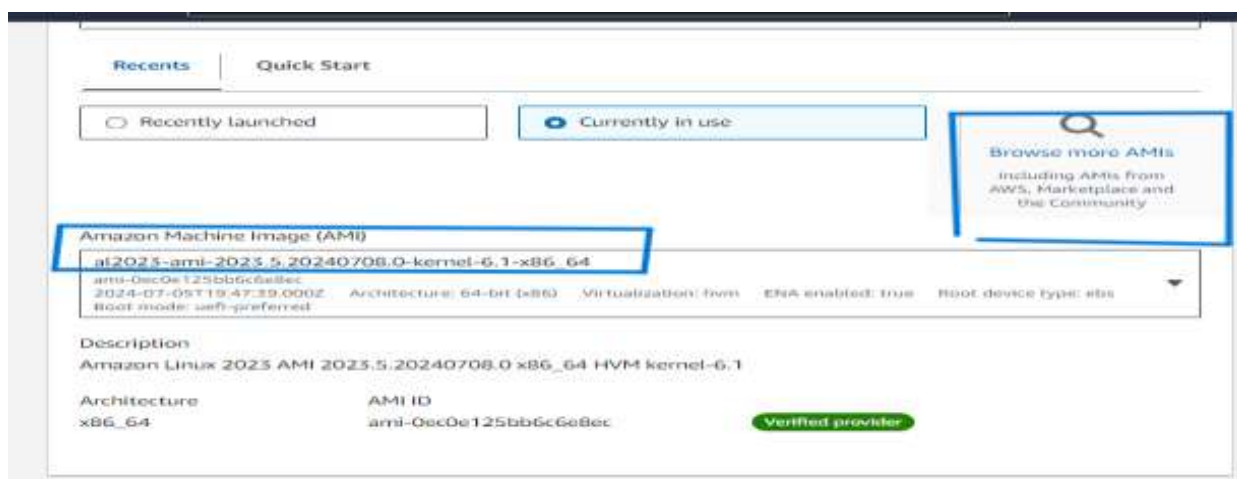 Recents
Quick Start
Recently launched
Currently in use
Browse more AMIs
including AMIs from
AWS, Marketplace and
the Community
Amazon Machine Image (AMI)
al2023-ami-2023.5.20240708.0-kernel-6.1-x86_64
ami-0ec0e125bb6c6e8ec
2024-07-05T19:47:39.000Z Architecture: 64-bit (x86) Virtualization: hvm ENA enabled: true Root device type: ebs
Boot mode: uefi-preferred
Description
Amazon Linux 2023 AMI 2023.5.20240708.0 x86_64 HVM kernel-6.1
Architecture
AMI ID
x86_64
ami-0ec0e125bb6c6e8ec
Verified provider